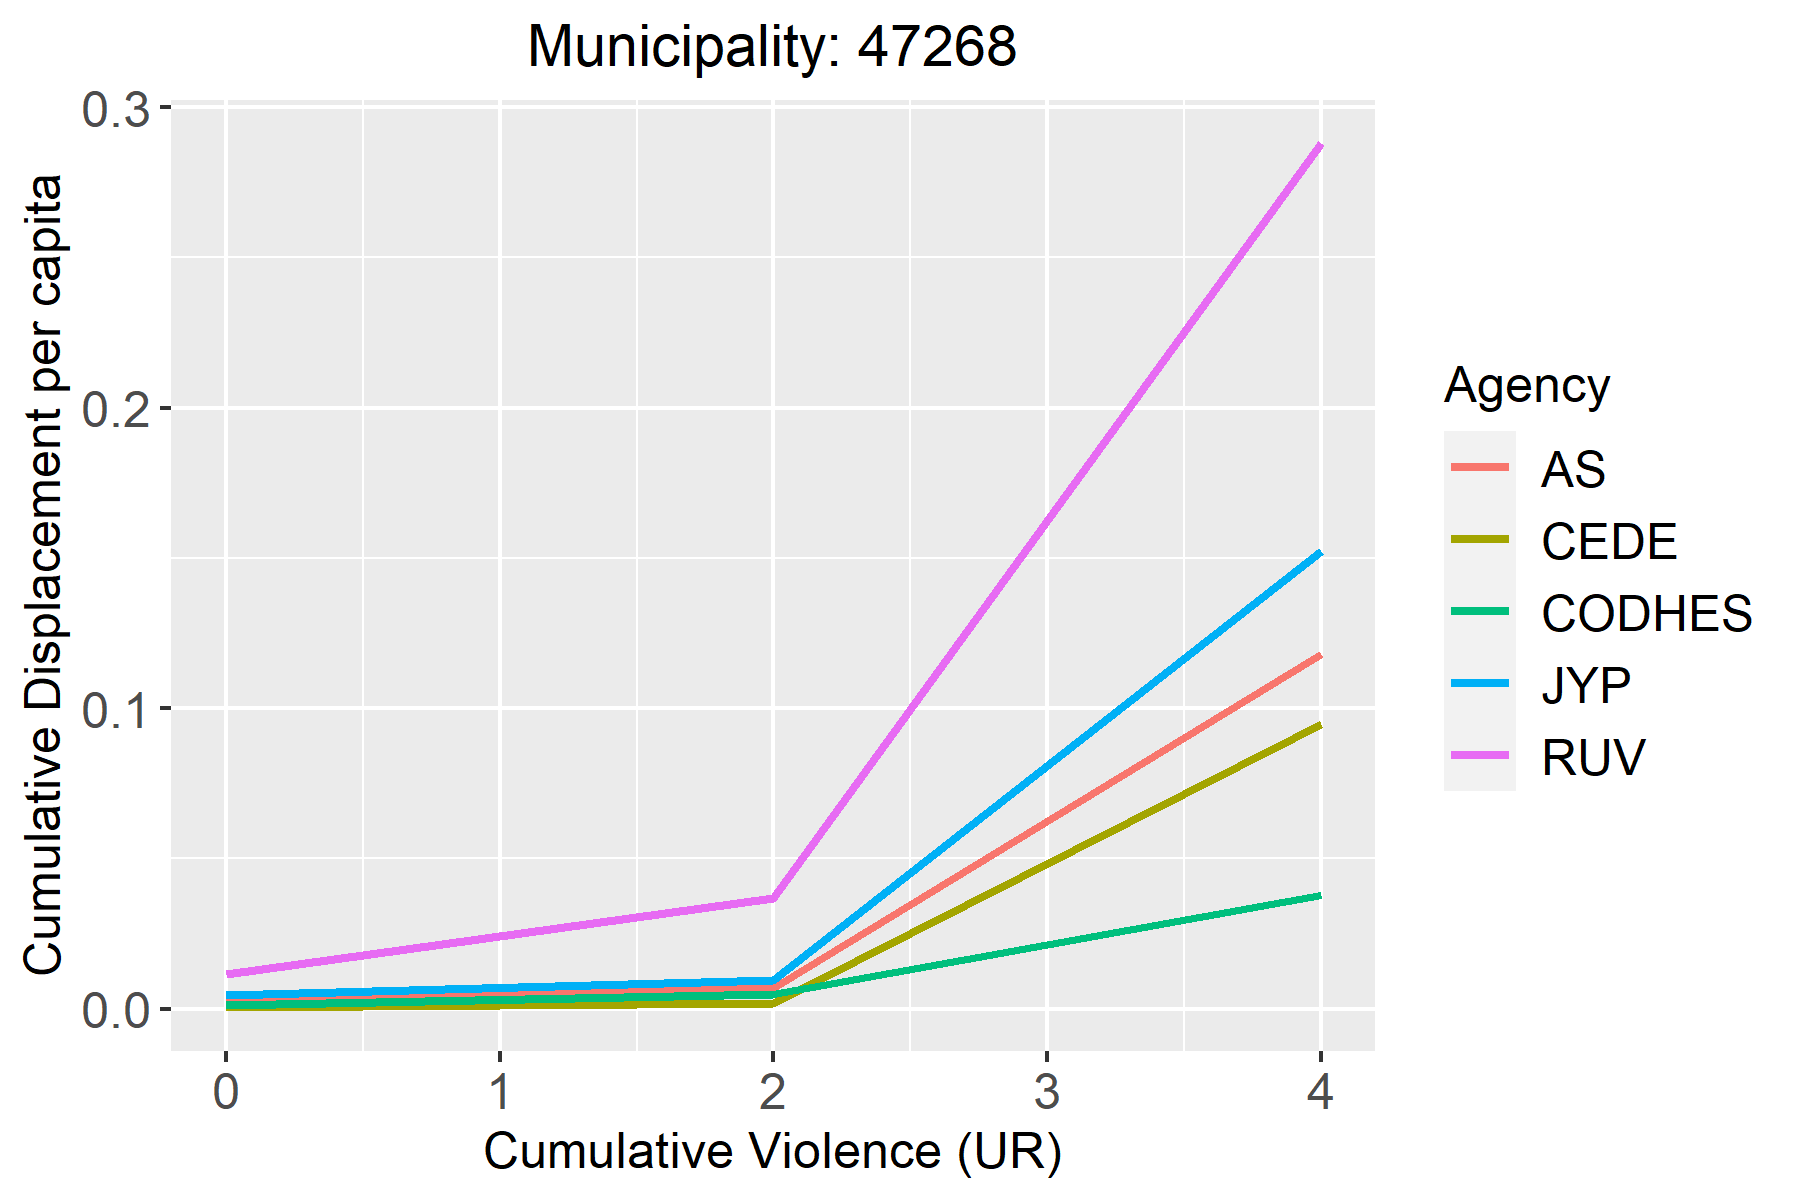 Municipality: 47268
Cumulative Displacement per capita
0.3
0.2
0.1
0.0
0 1 2 3 4
Cumulative Violence (UR)
Agency
AS
CEDE
CODHES
JYP
RUV